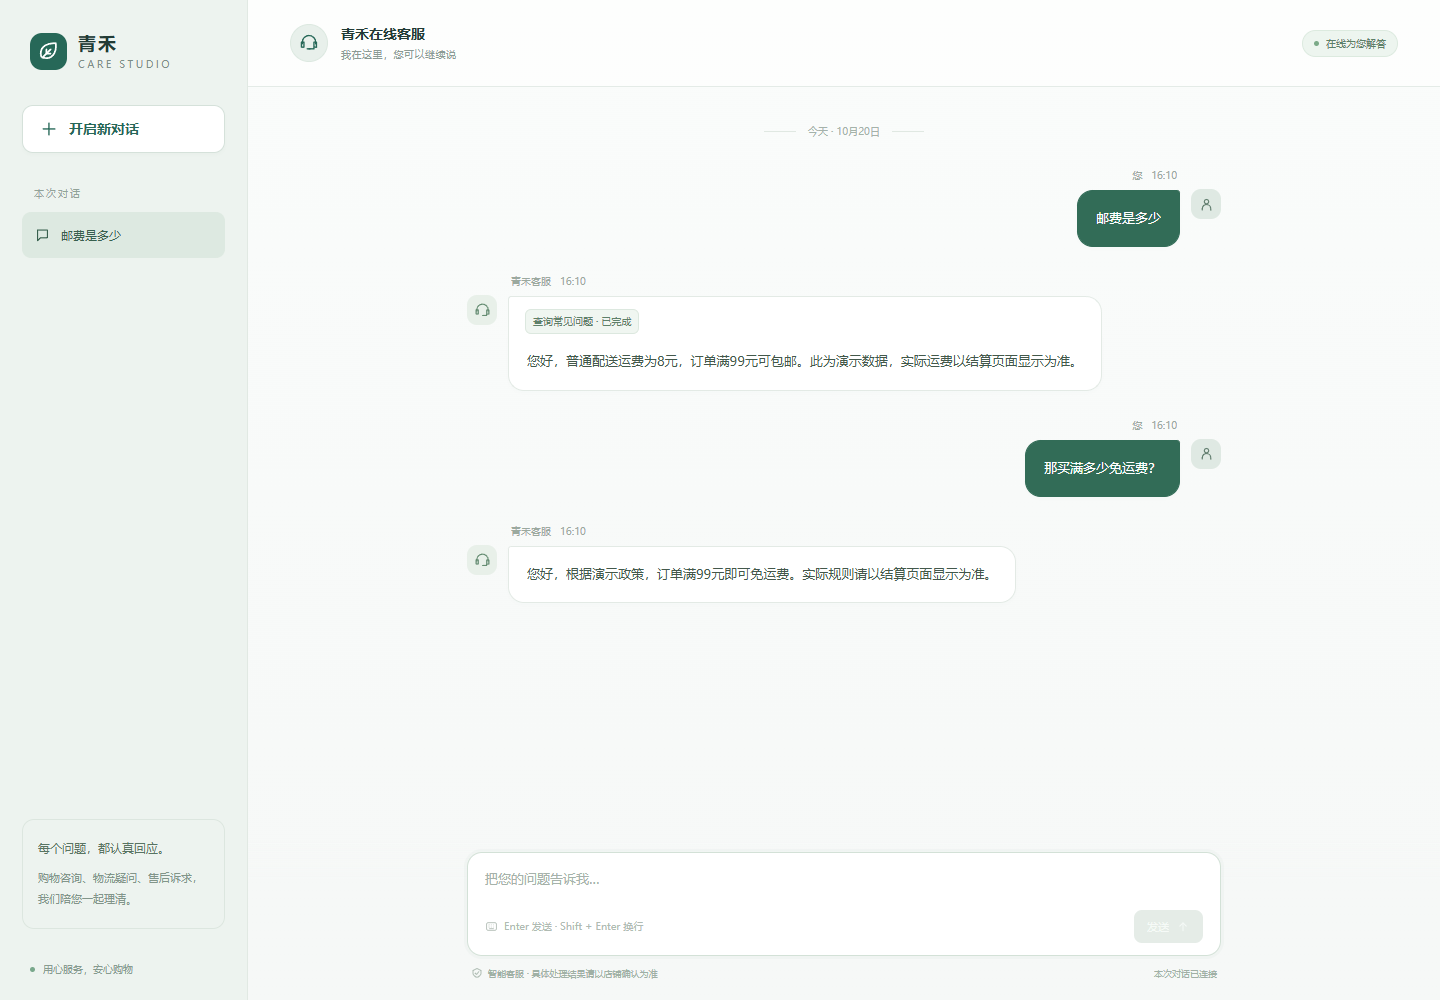 青禾
CARE STUDIO
开启新对话
本次对话
邮费是多少
每个问题，都认真回应。
购物咨询、物流疑问、售后诉求，
我们陪您一起理清。
用心服务，安心购物
青禾在线客服
我在这里，您可以继续说
在线为您解答
今天 · 10月20日
您 16:10
邮费是多少
青禾客服 16:10
查询常见问题 · 已完成
您好，普通配送运费为8元，订单满99元可包邮。此为演示数据，实际运费以结算页面显示为准。
您 16:10
那买满多少免运费？
青禾客服 16:10
您好，根据演示政策，订单满99元即可免运费。实际规则请以结算页面显示为准。
把您的问题告诉我...
Enter 发送 · Shift + Enter 换行
发送
智能客服 · 具体处理结果请以店铺确认为准
本次对话已连接